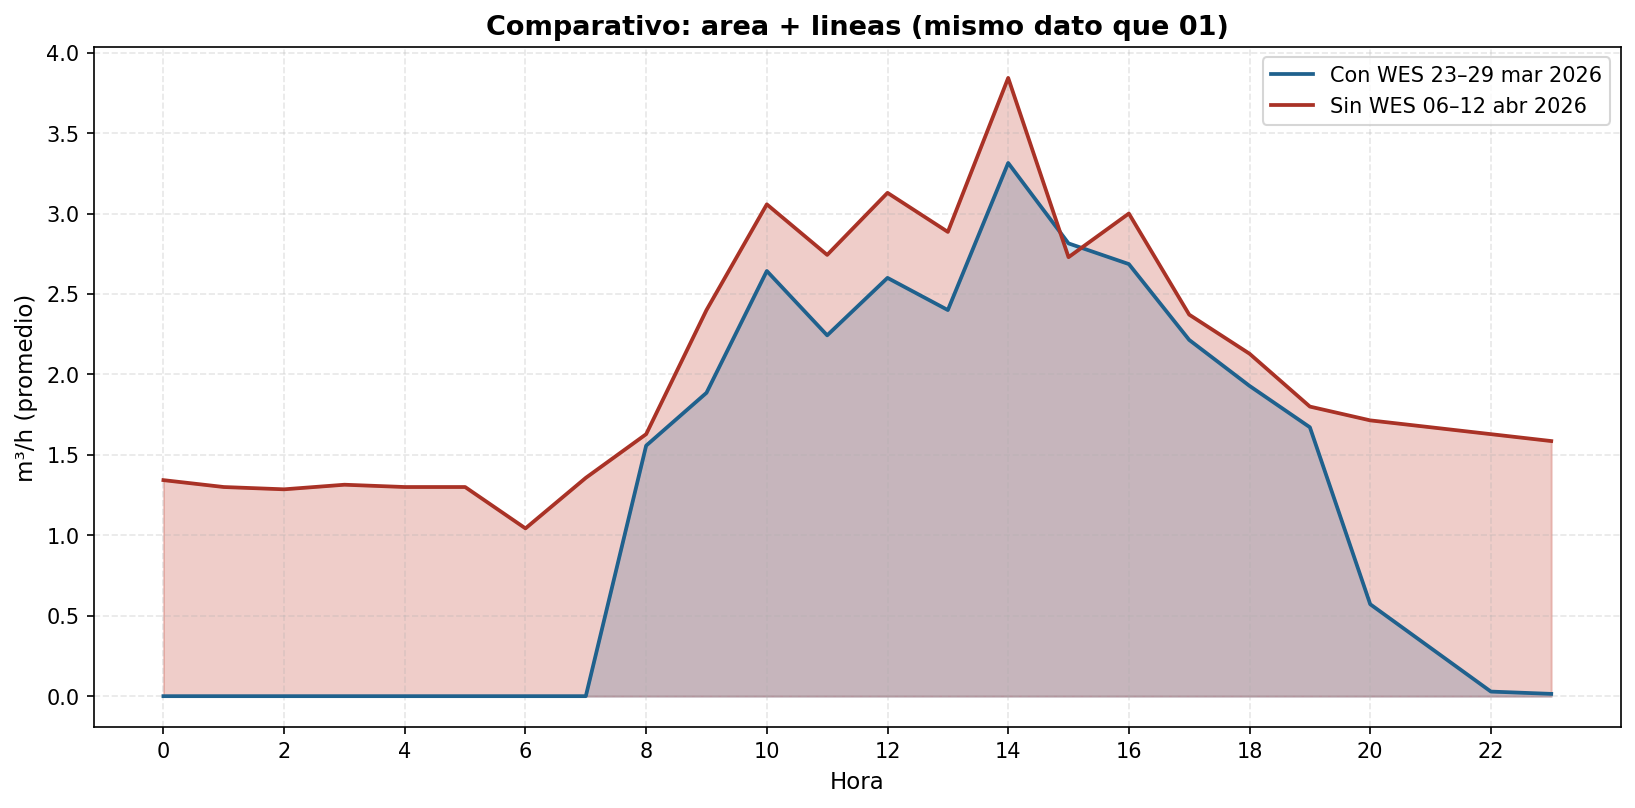 Comparativo: area + lineas (mismo dato que 01)
Con WES 23–29 mar 2026
Sin WES 06–12 abr 2026
m³/h (promedio)
4.0
3.5
3.0
2.5
2.0
1.5
1.0
0.5
0.0
0 2 4 6 8 10 12 14 16 18 20 22
Hora